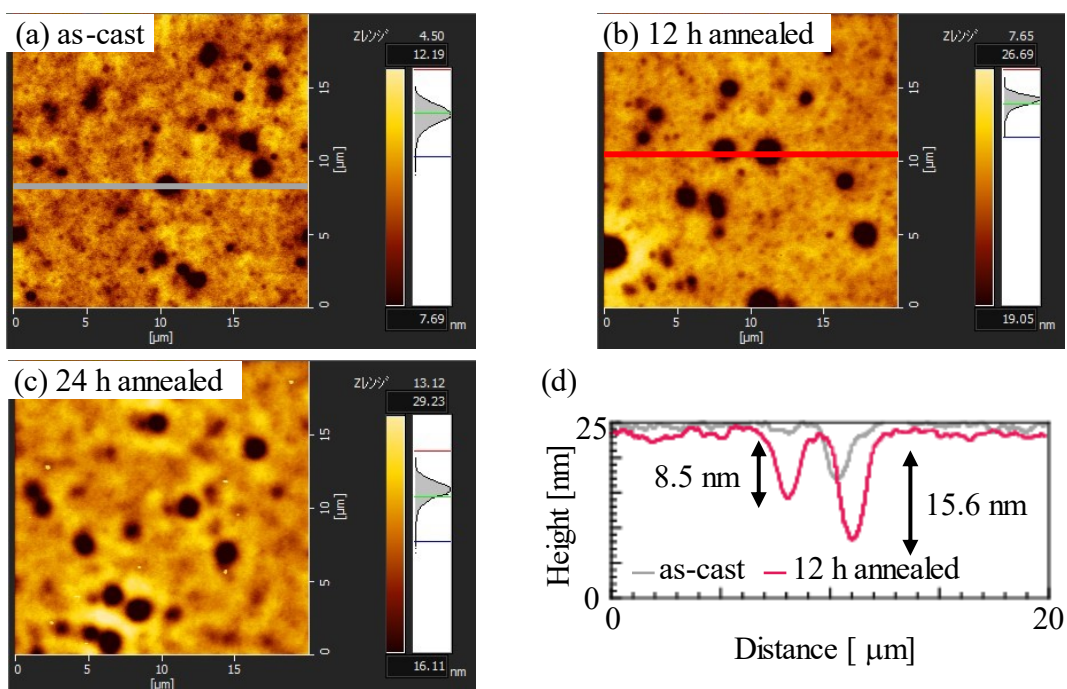 (a) as-cast
Zレンジ 4.50
12.19
15
10
[μm]
5
0
0 5 10 15
[μm]
7.69 nm
(b) 12 h annealed
Zレンジ 7.65
26.69
15
10
[μm]
5
0
0 5 10 15
[μm]
19.05 nm
(c) 24 h annealed
Zレンジ 13.12
29.23
15
10
[μm]
5
0
0 5 10 15
[μm]
16.11 nm
(d)
25
8.5 nm
15.6 nm
Height [nm]
as-cast 12 h annealed
0
0 20
Distance [ μm]